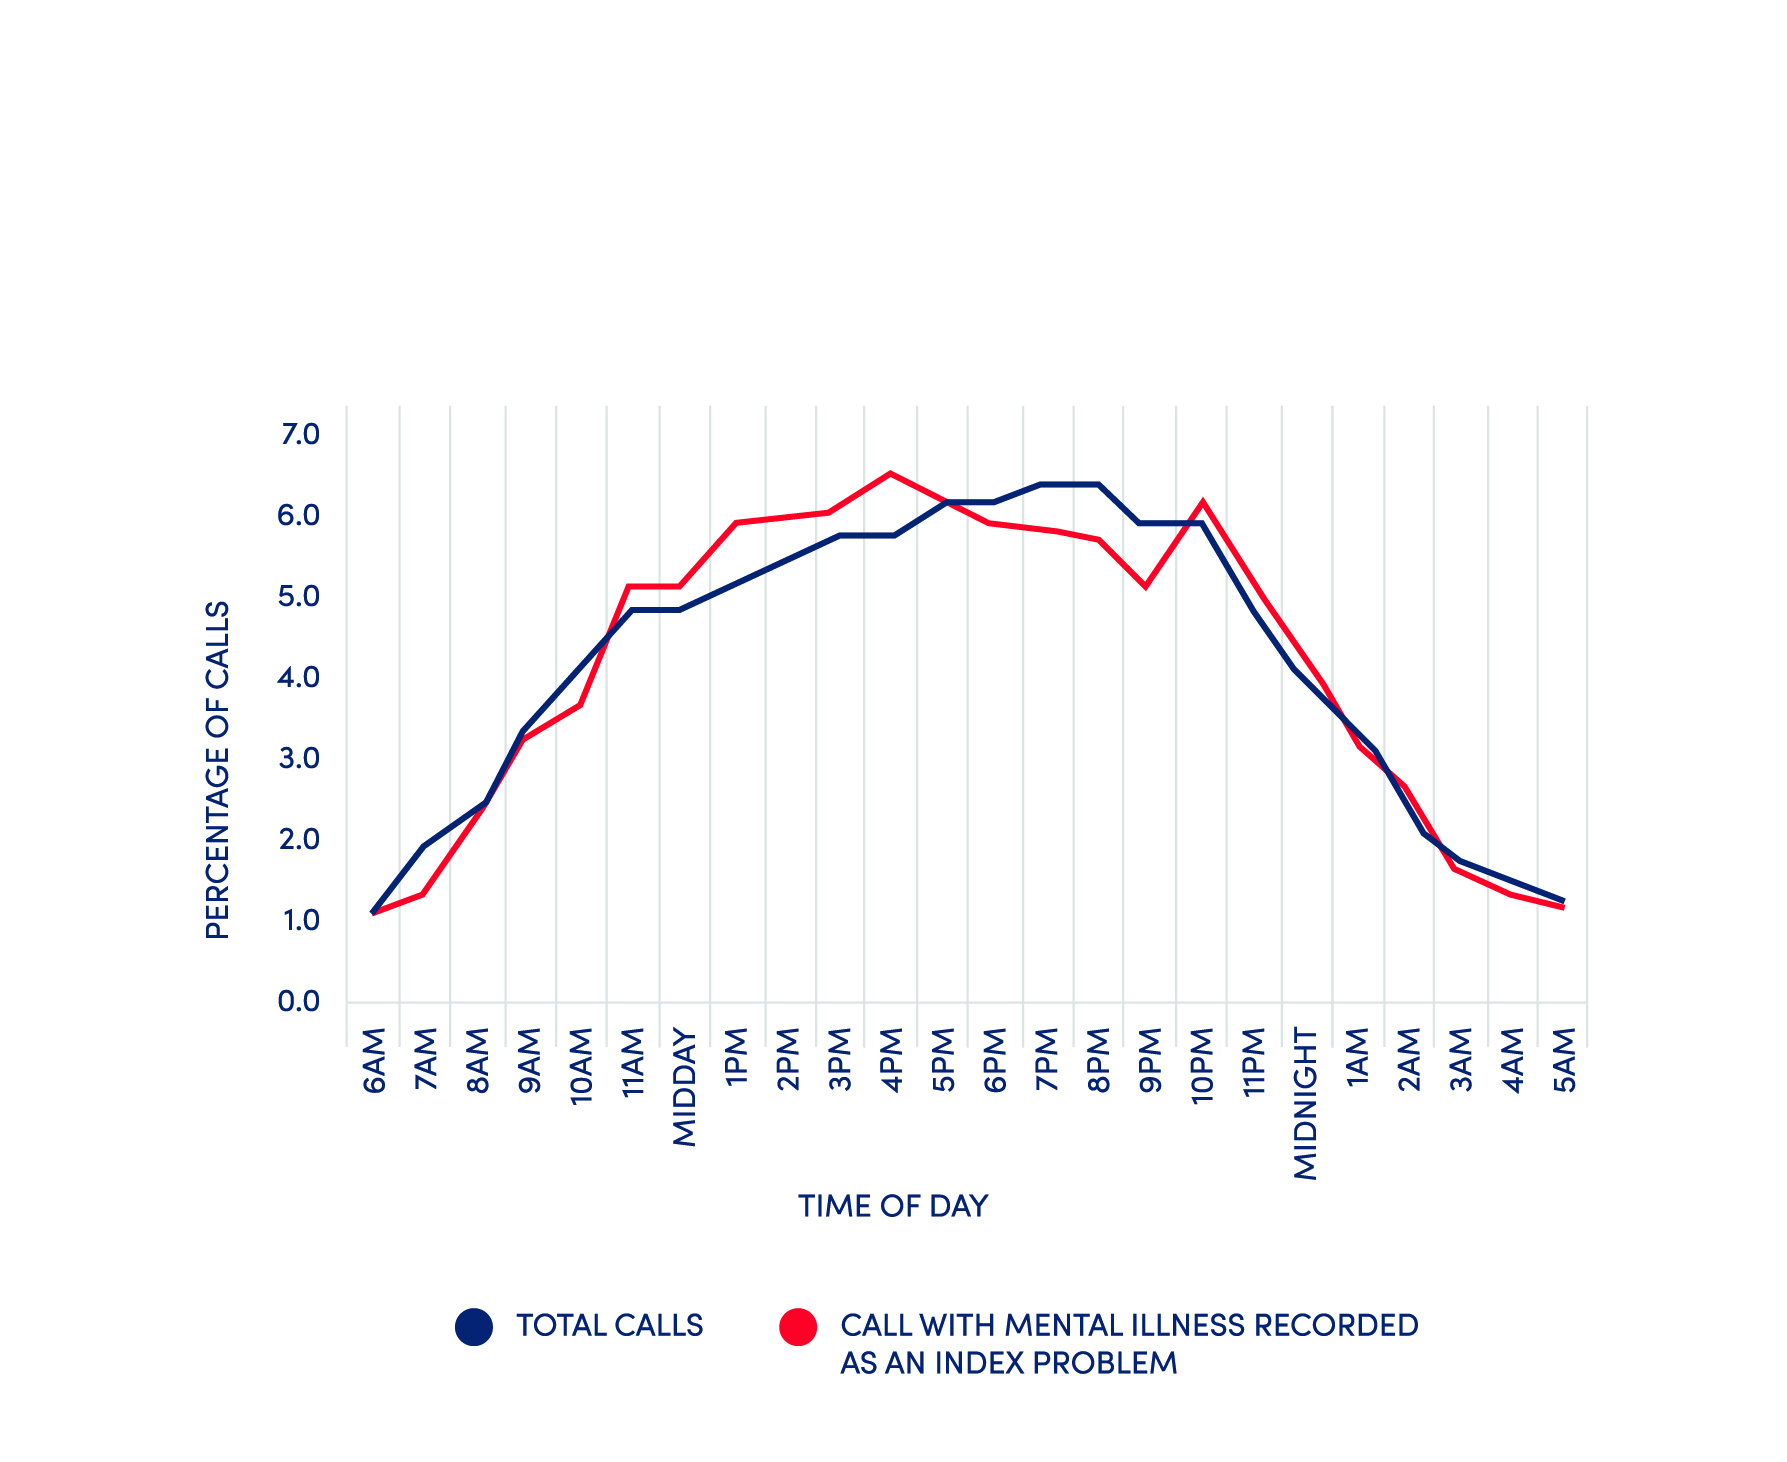 7.0
6.0
5.0
4.0
3.0
2.0
1.0
0.0
PERCENTAGE OF CALLS
6AM
7AM
8AM
9AM
10AM
11AM
MIDDAY
1PM
2PM
3PM
4PM
5PM
6PM
7PM
8PM
9PM
10PM
11PM
MIDNIGHT
1AM
2AM
3AM
4AM
5AM
TIME OF DAY
TOTAL CALLS
CALL WITH MENTAL ILLNESS RECORDED
AS AN INDEX PROBLEM